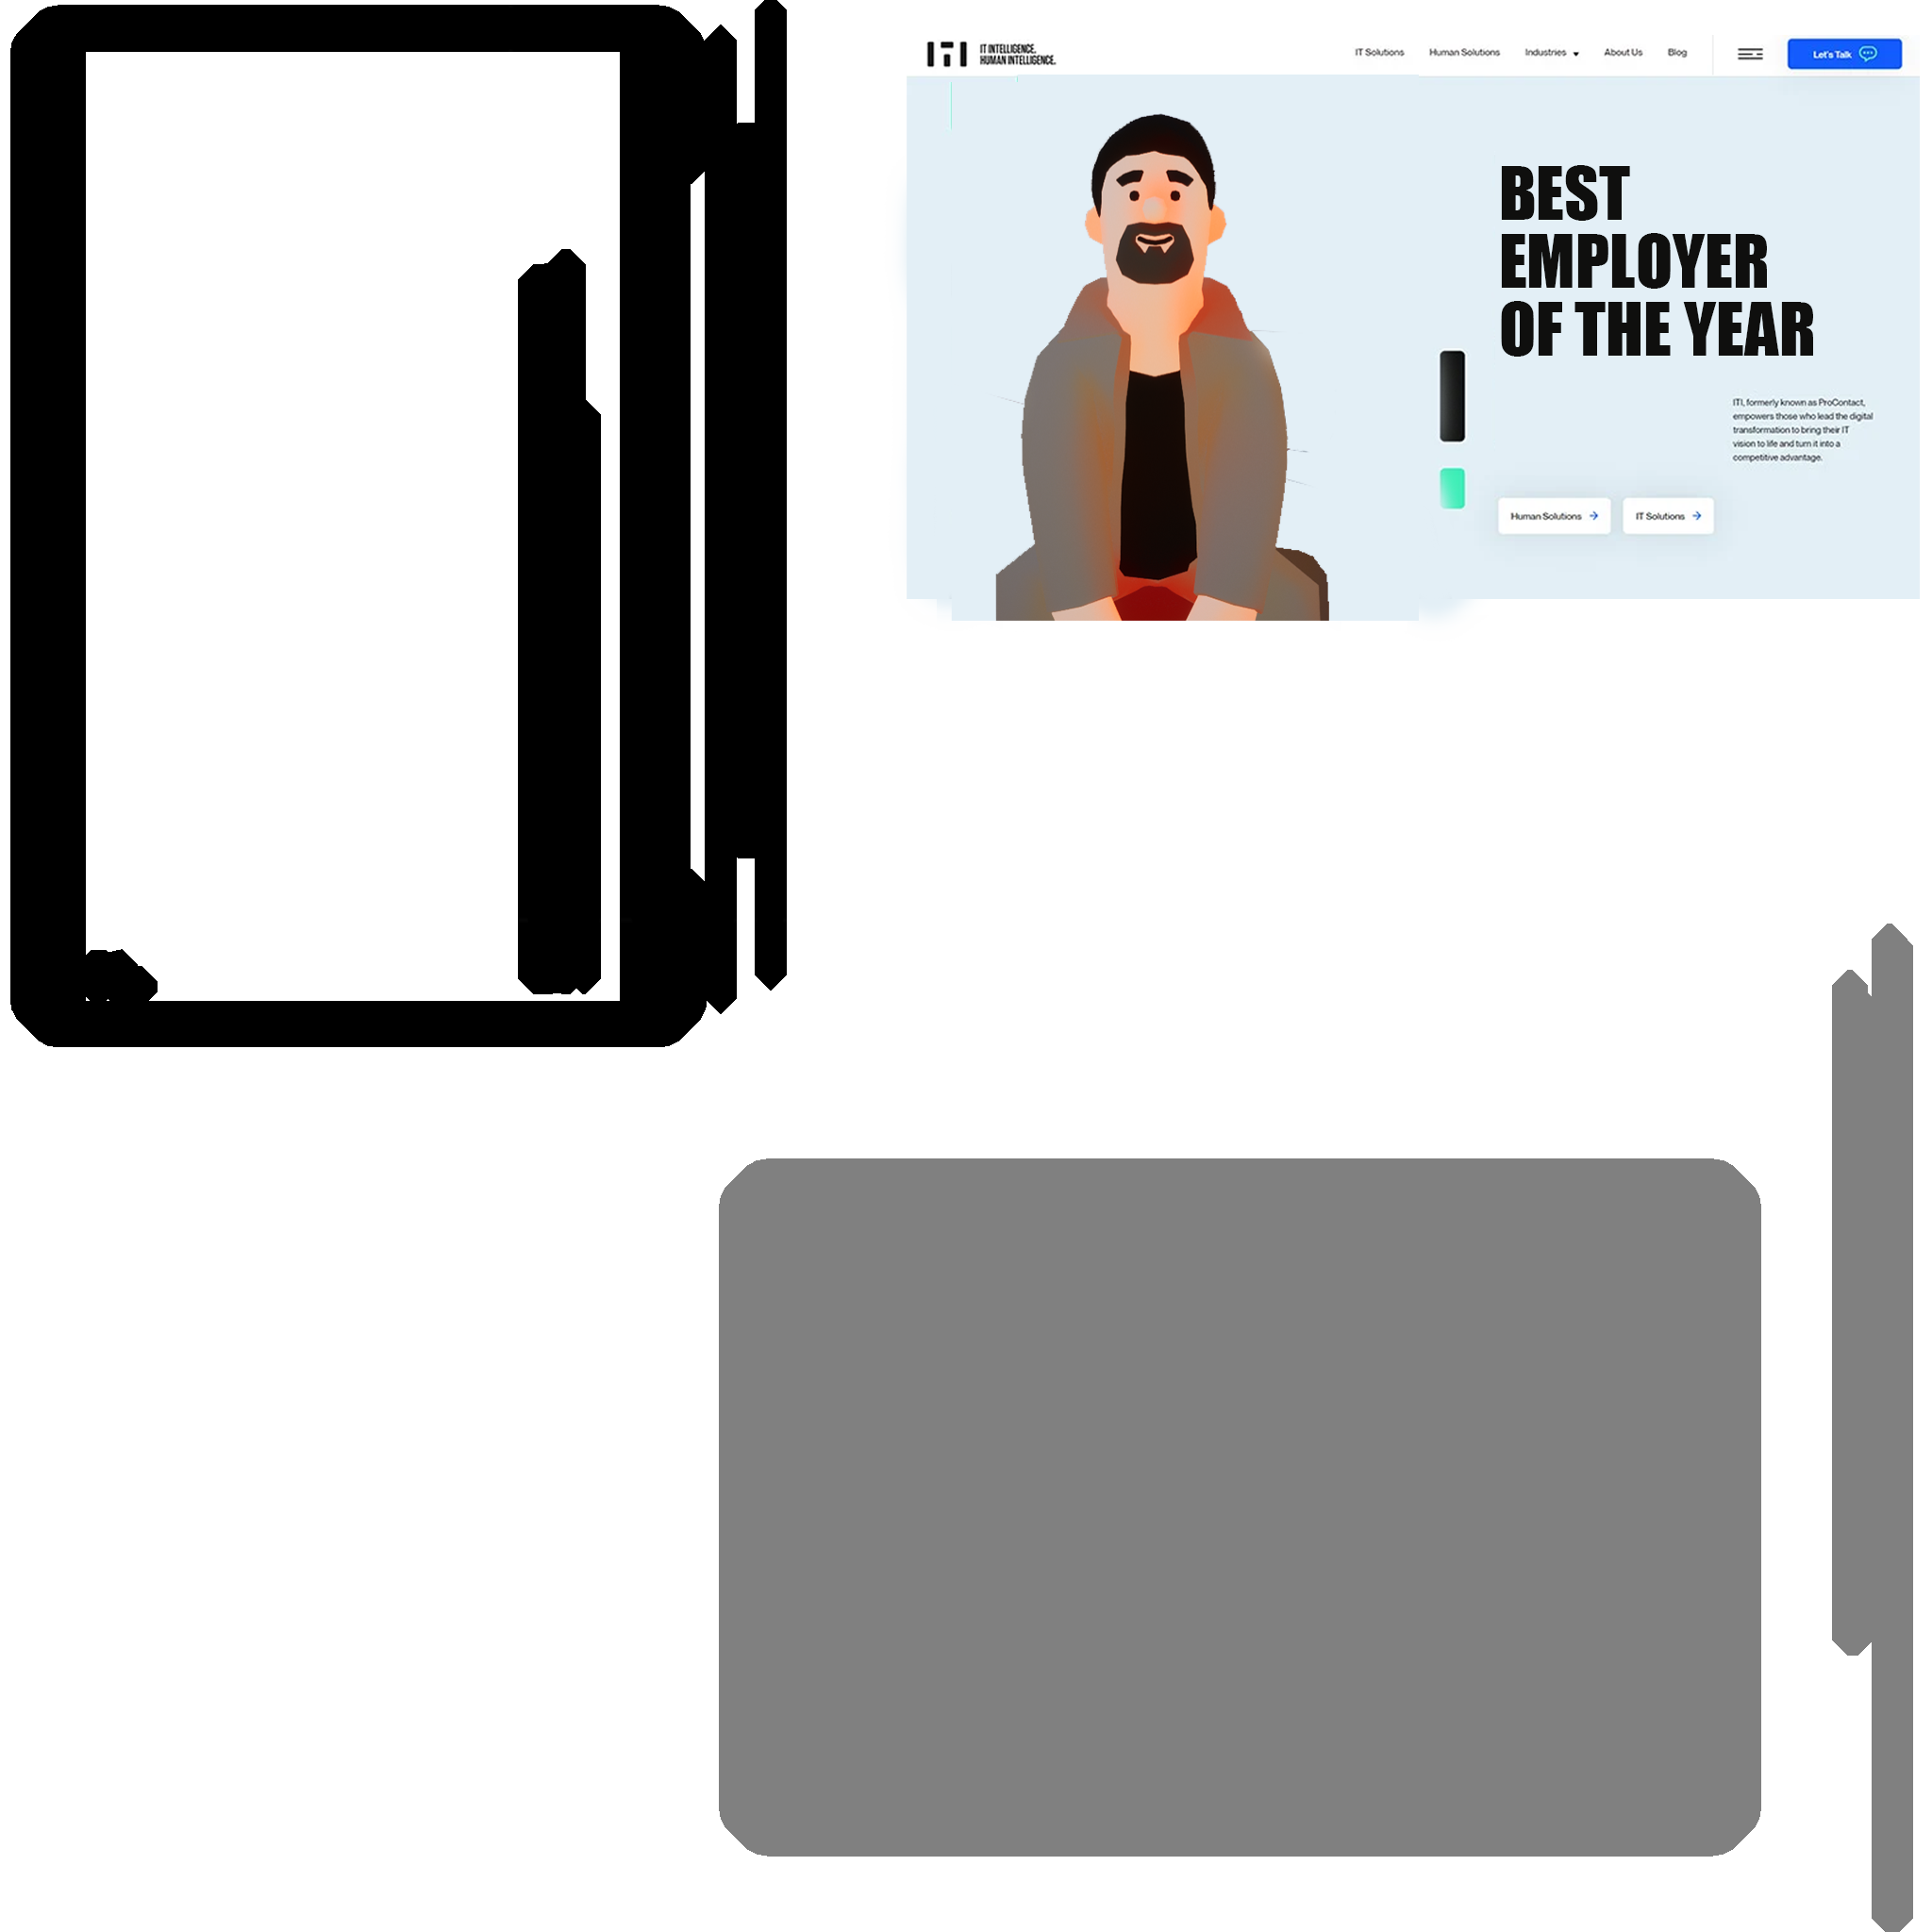 ITI
IT INTELLIGENCE.
HUMAN INTELLIGENCE.
IT Solutions
Human Solutions
Industries
About Us
Blog
Let's Talk
BEST
EMPLOYER
OF THE YEAR
ITI, formerly known as ProContact,
empowers those who lead the digital
transformation to bring their IT
vision to life and turn it into a
competitive advantage.
Human Solutions
IT Solutions